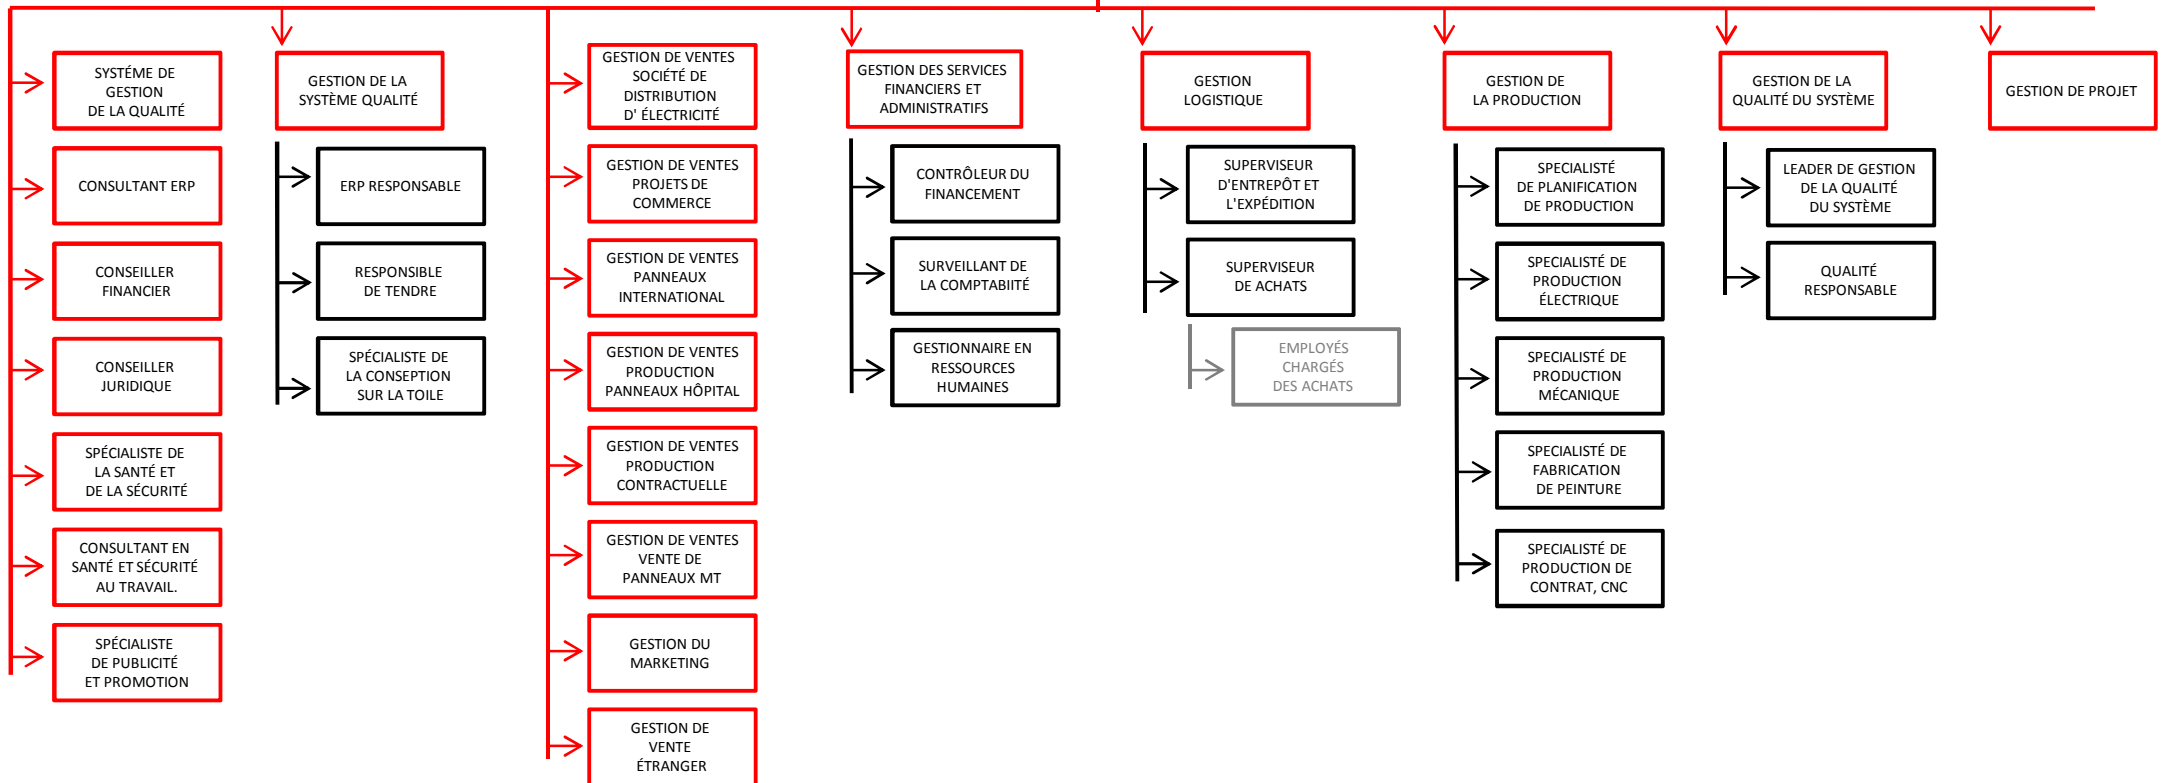 SYSTÉME DE
GESTION
DE LA QUALITÉ
CONSULTANT ERP
CONSEILLER
FINANCIER
CONSEILLER
JURIDIQUE
SPÉCIALISTE DE
LA SANTÉ ET
DE LA SÉCURITÉ
CONSULTANT EN
SANTÉ ET SÉCURITÉ
AU TRAVAIL.
SPÉCIALISTE
DE PUBLICITÉ
ET PROMOTION
GESTION DE LA
SYSTÈME QUALITÉ
ERP RESPONSABLE
RESPONSIBLE
DE TENDRE
SPÉCIALISTE DE
LA CONSEPTION
SUR LA TOILE
GESTION DE VENTES
SOCIÉTÉ DE
DISTRIBUTION
D' ÉLECTRICITÉ
GESTION DE VENTES
PROJETS DE
COMMERCE
GESTION DE VENTES
PANNEAUX
INTERNATIONAL
GESTION DE VENTES
PRODUCTION
PANNEAUX HÔPITAL
GESTION DE VENTES
PRODUCTION
CONTRACTUELLE
GESTION DE VENTES
VENTE DE
PANNEAUX MT
GESTION DU
MARKETING
GESTION DE
VENTE
ÉTRANGER
GESTION DES SERVICES
FINANCIERS ET
ADMINISTRATIFS
CONTRÔLEUR DU
FINANCEMENT
SURVEILLANT DE
LA COMPTABIITÉ
GESTIONNAIRE EN
RESSOURCES
HUMAINES
GESTION
LOGISTIQUE
SUPERVISEUR
D'ENTREPÔT ET
L'EXPÉDITION
SUPERVISEUR
DE ACHATS
EMPLOYÉS
CHARGÉS
DES ACHATS
GESTION DE
LA PRODUCTION
SPECIALISTÉ
DE PLANIFICATION
DE PRODUCTION
SPECIALISTÉ DE
PRODUCTION
ÉLECTRIQUE
SPECIALISTÉ DE
PRODUCTION
MÉCANIQUE
SPECIALISTÉ DE
FABRICATION
DE PEINTURE
SPECIALISTÉ DE
PRODUCTION DE
CONTRAT, CNC
GESTION DE LA
QUALITÉ DU SYSTÈME
LEADER DE GESTION
DE LA QUALITÉ
DU SYSTÈME
QUALITÉ
RESPONSABLE
GESTION DE PROJET